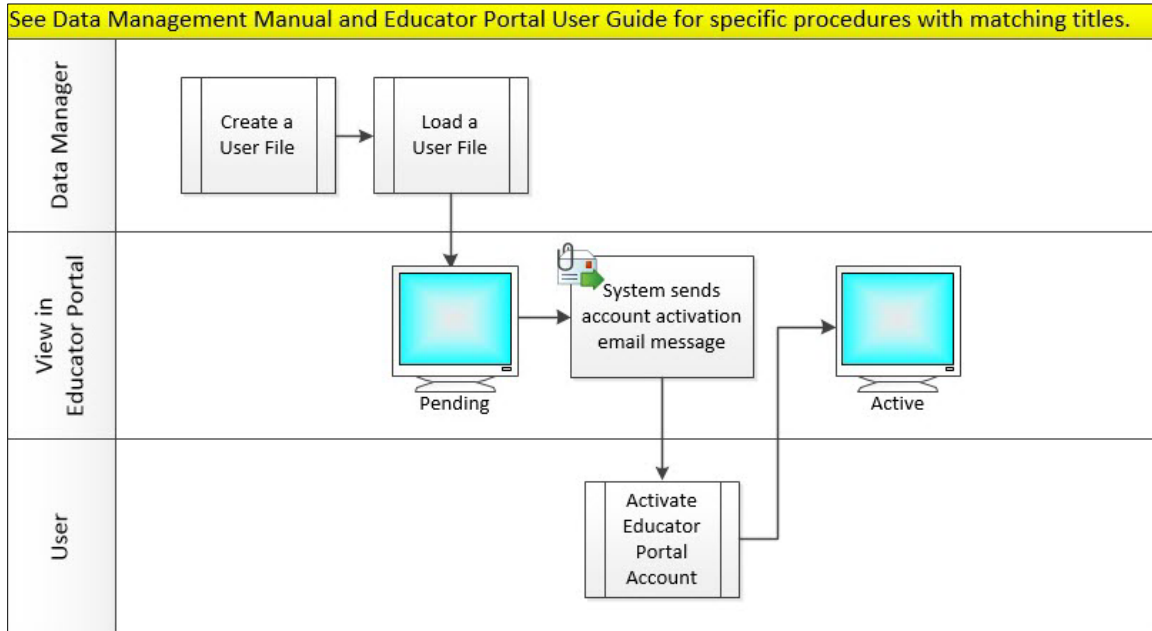 See Data Management Manual and Educator Portal User Guide for specific procedures with matching titles.
Data Manager
Create a
User File
Load a
User File
View in
Educator Portal
Pending
System sends
account activation
email message
Active
User
Activate
Educator
Portal
Account